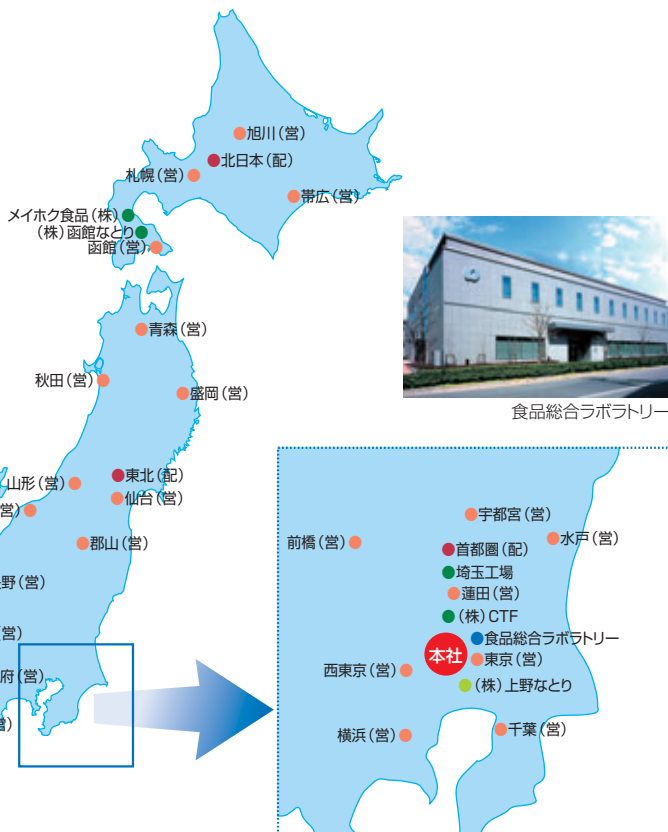 旭川(営)
北日本(配)
札幌(営)
帯広(営)
メイホク食品(株)
(株)函館なとり
函館(営)
青森(営)
秋田(営)
盛岡(営)
食品総合ラボラトリー
東北(配)
山形(営)
仙台(営)
営)
郡山(営)
野(営)
営)
府(営)
宇都宮(営)
水戸(営)
前橋(営)
首都圏(配)
埼玉工場
蓮田(営)
(株)CTF
食品総合ラボラトリー
本社
東京(営)
西東京(営)
(株)上野なとり
横浜(営)
千葉(営)